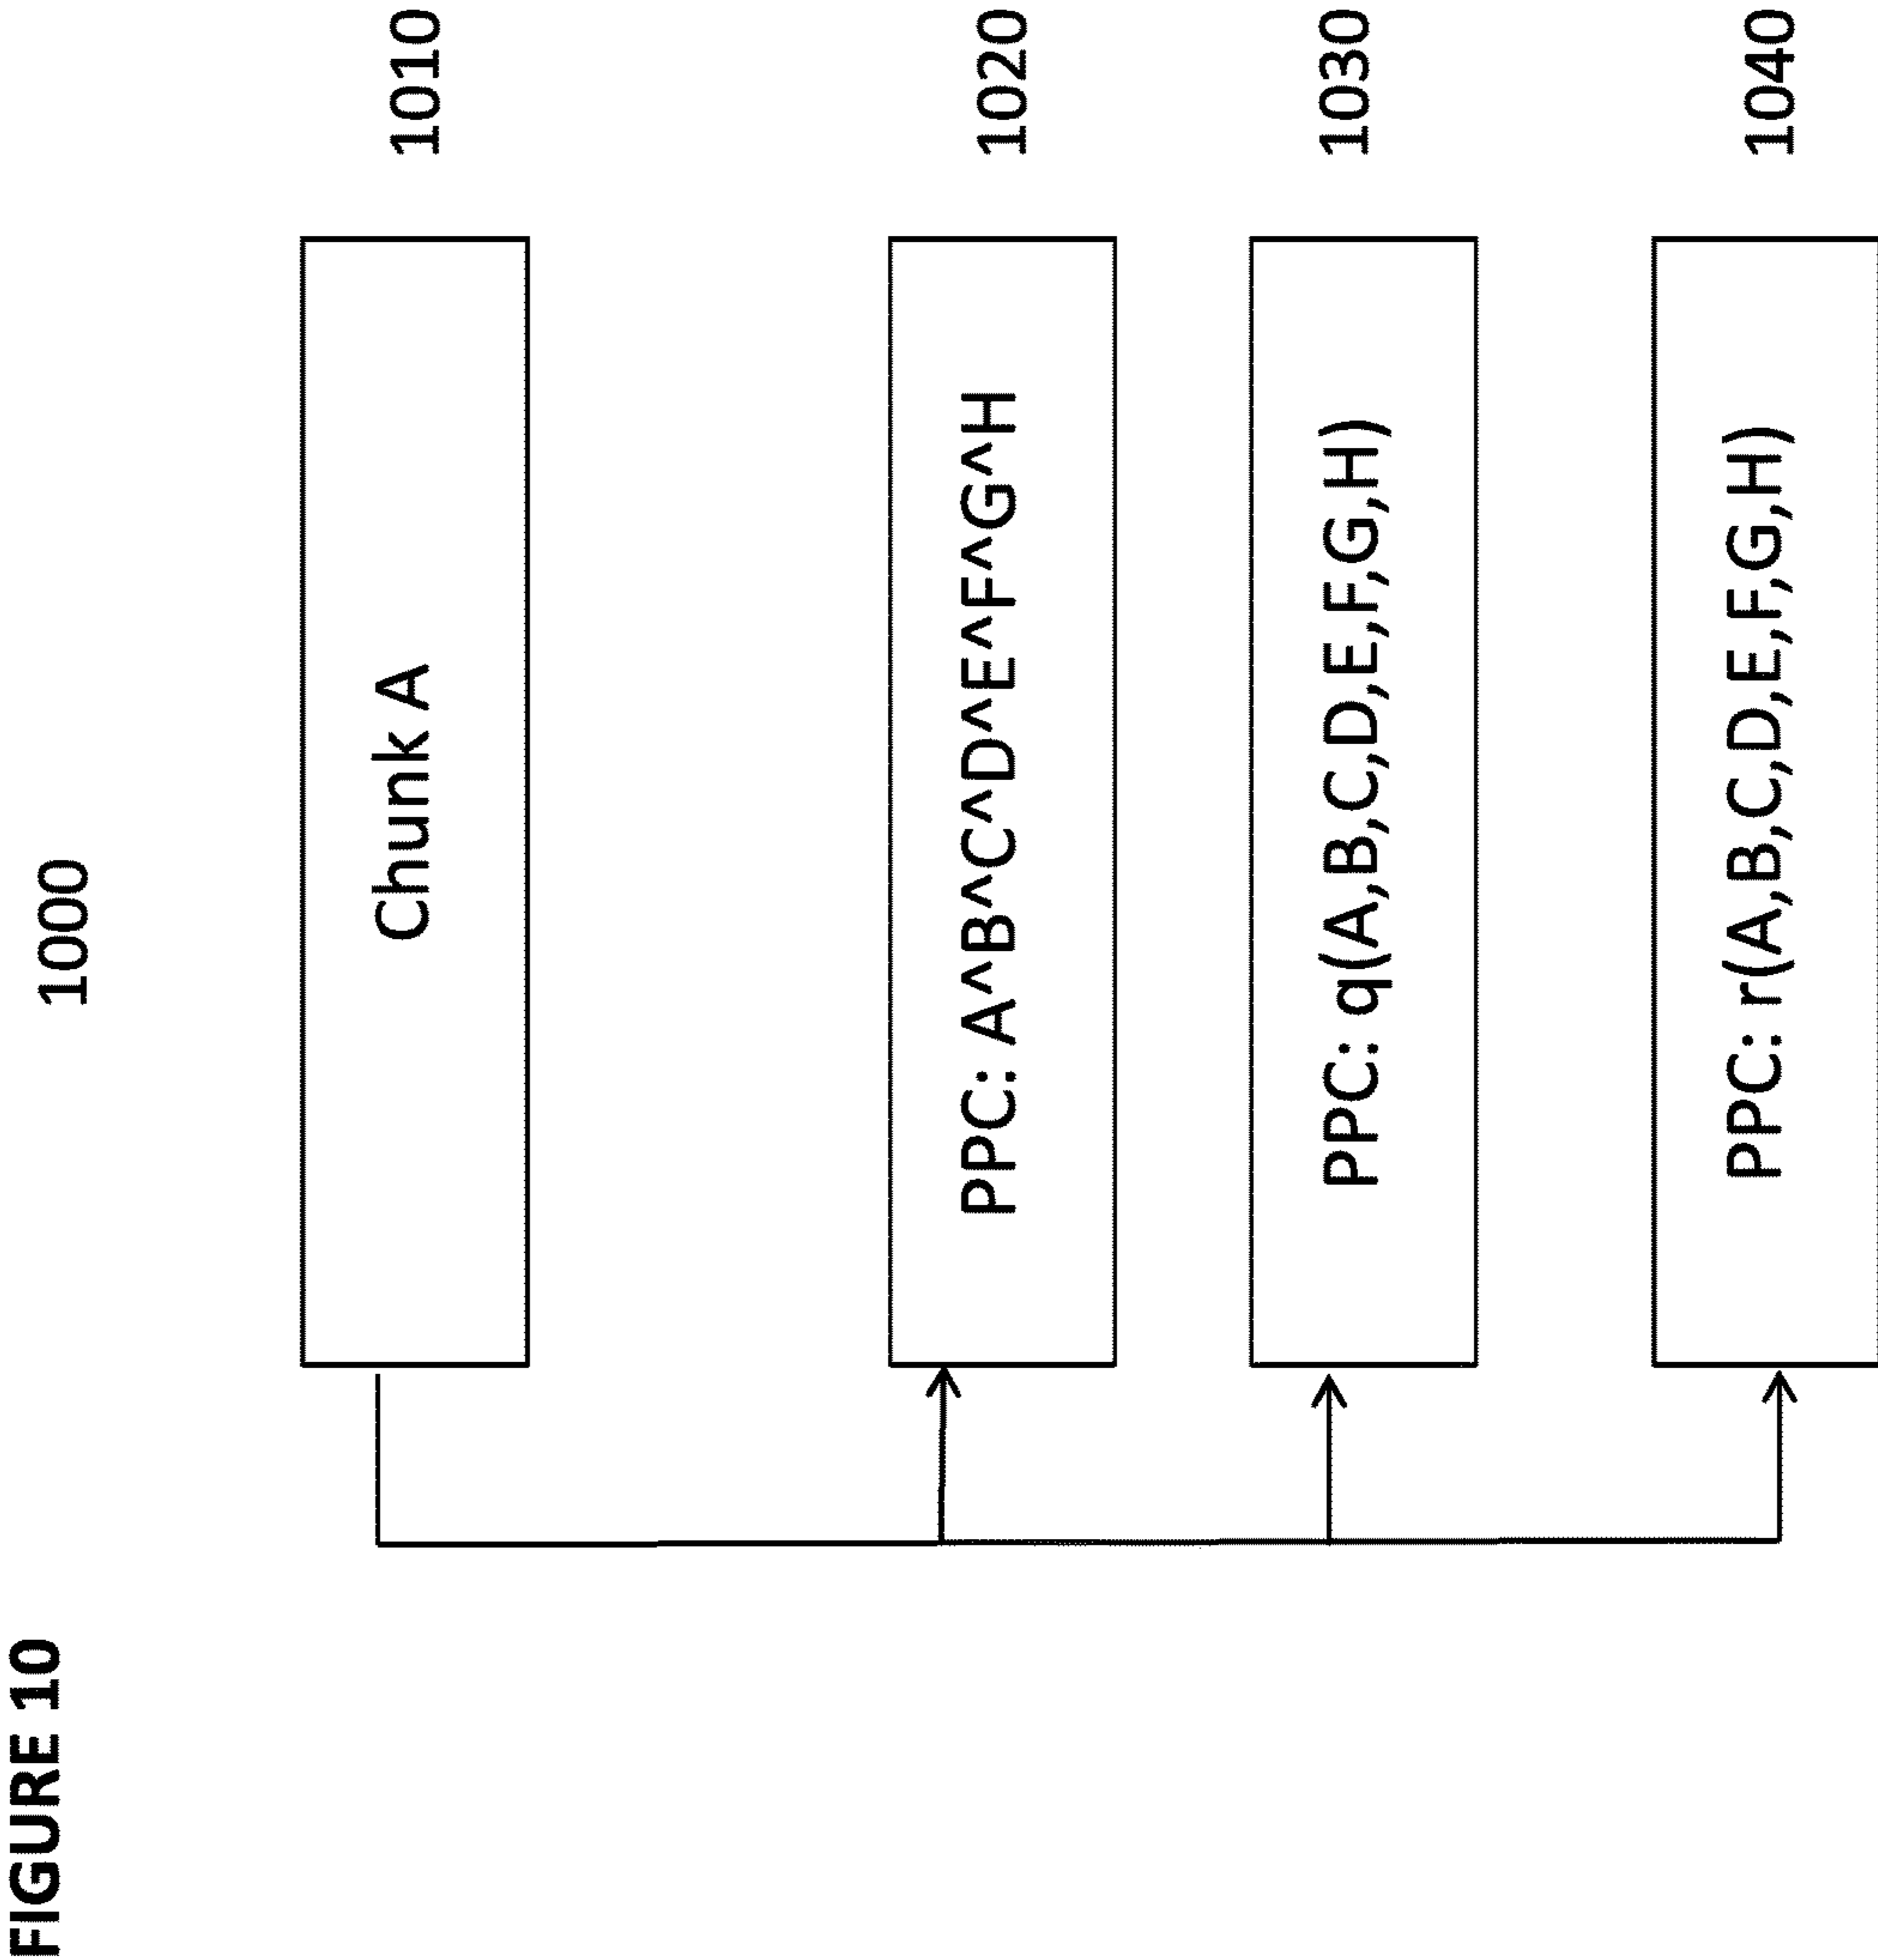 FIGURE 10
1000
Chunk A
1010
PPC: A^B^C^D^E^F^G^H
1020
PPC: q(A,B,C,D,E,F,G,H)
1030
PPC: r(A,B,C,D,E,F,G,H)
1040